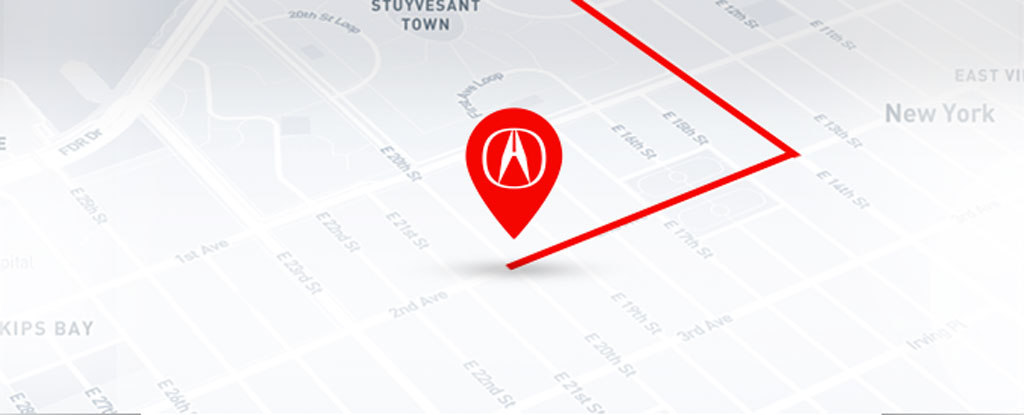 STUYVESANT
TOWN
20th St Loop
E 12th St
E 11th St
EAST VI
New York
First Ave Loop
E 15th St
E 13th St
E 16th St
FDR Dr
E 20th St
E 14th St
3rd Ave
E 25th St
E 22nd St
E 21st St
E 17th St
1st Ave
E 23rd St
pital
2nd Ave
E 19th St
3rd Ave
KIPS BAY
Irving Pl
E 20th St
E 22nd St
E 21st St
E 26th St
E 27th
E 28th